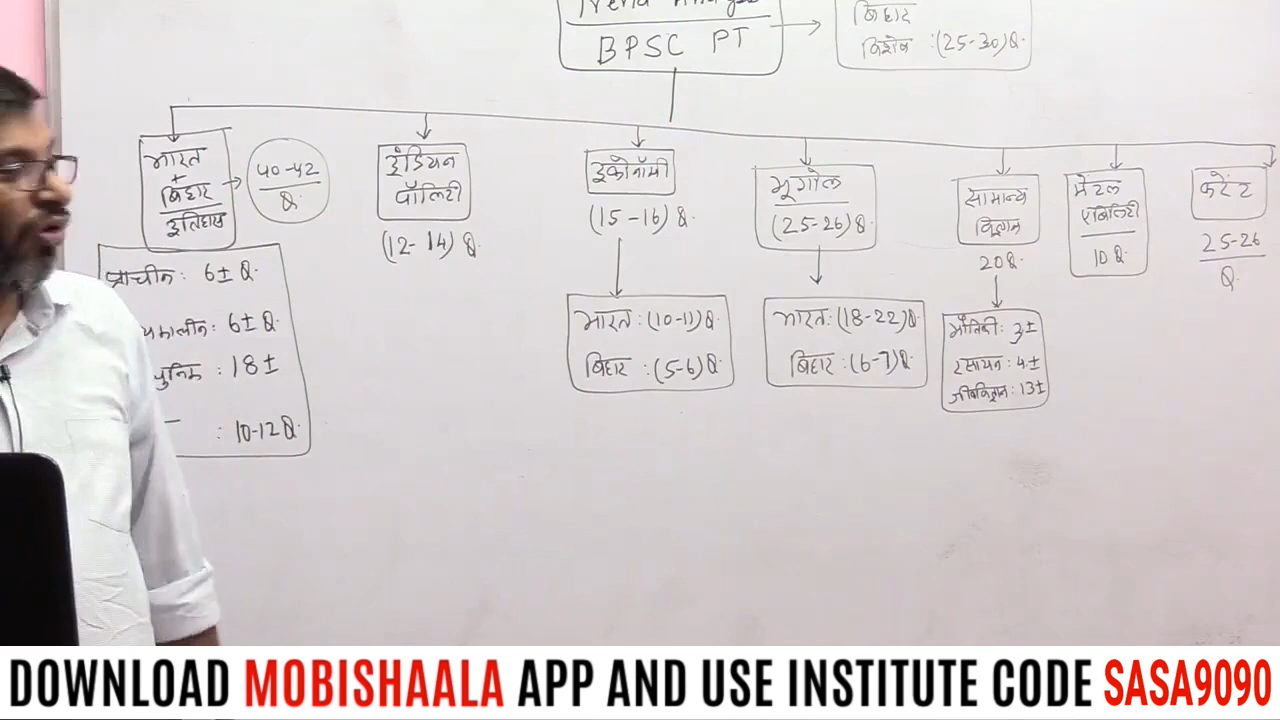 Trend Analysis
BPSC PT
बिहार
विशेष :(25-30)Q.
भारत
+
बिहार
इतिहास
40-42
Q.
प्राचीन: 6± Q.
यकालीन: 6± Q.
धुनिक : 18±
: 10-12 Q.
इंडियन
पॉलिटी
(12-14) Q.
इकोनॉमी
(15-16) Q.
भारत: (10-11)Q.
बिहार : (5-6)Q.
भूगोल
(25-26)Q.
भारत: (18-22)Q.
बिहार : (6-7)Q.
सामान्य
विज्ञान
20Q.
भौतिकी: 3±
रसायन: 4±
जीवविज्ञान: 13±
मेंटल
एबिलिटी
10 Q.
करेंट
25-26
Q.
DOWNLOAD MOBISHAALA APP AND USE INSTITUTE CODE SASA9090